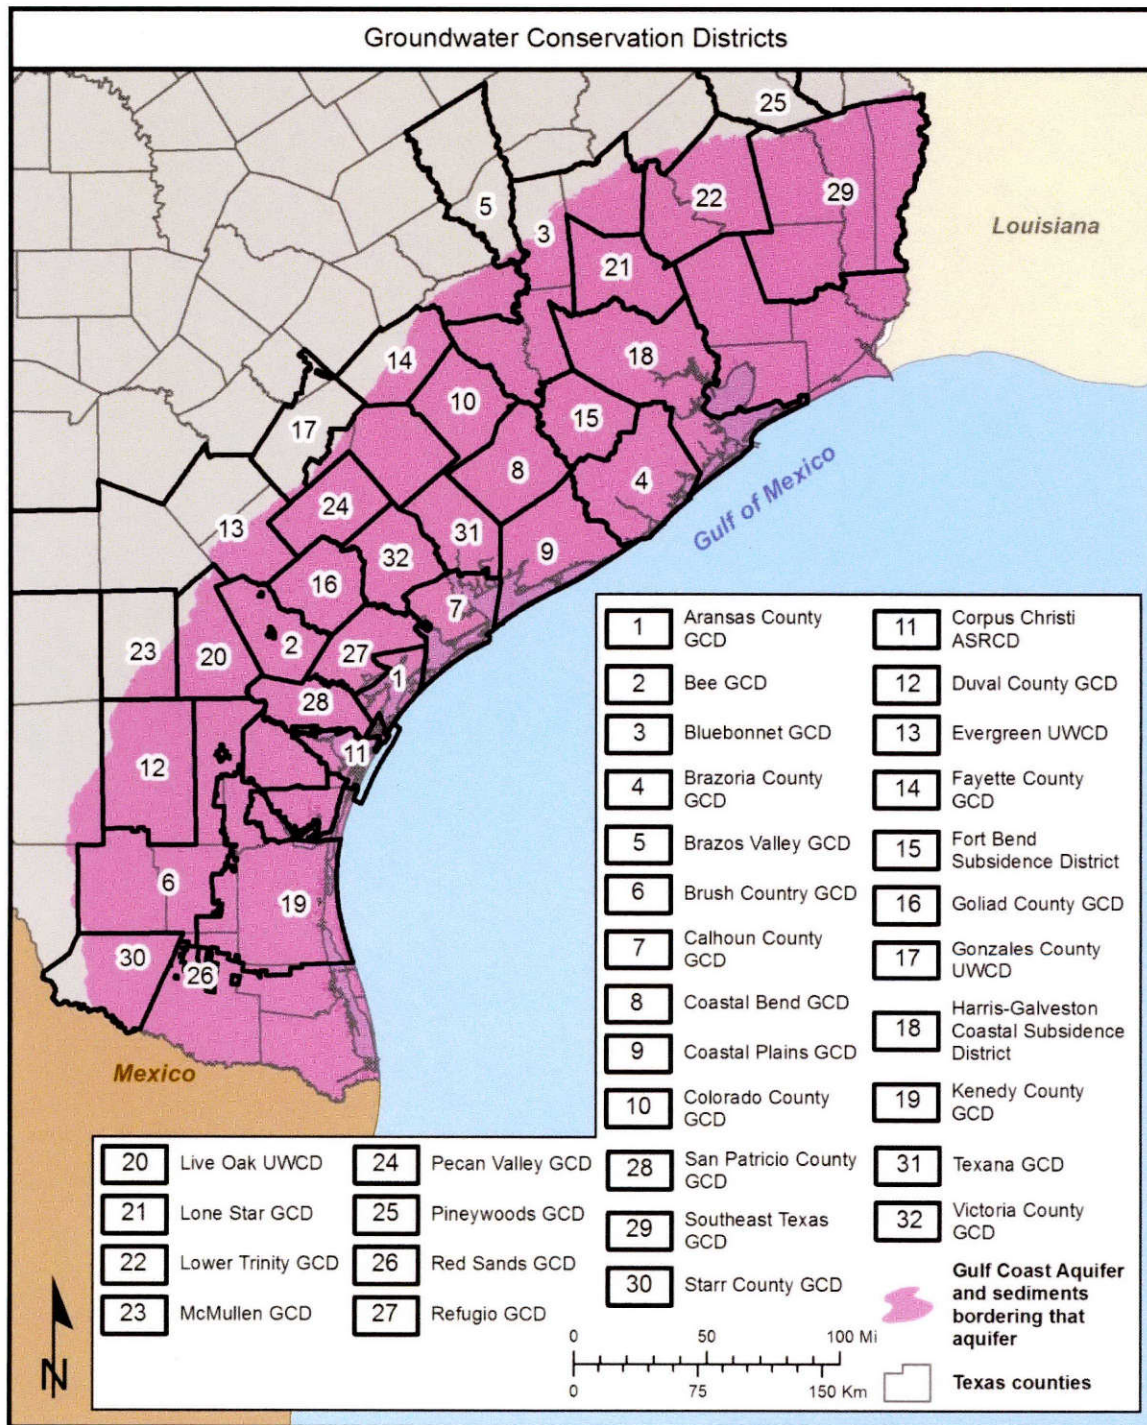 Groundwater Conservation Districts
25
22
29
5
3
21
Louisiana
14
18
10
15
17
8
4
Gulf of Mexico
24
13
31
9
32
16
7
23
20
2
27
1
28
12
11
6
19
30
26
Mexico
1 Aransas County
GCD
2 Bee GCD
3 Bluebonnet GCD
4 Brazoria County
GCD
5 Brazos Valley GCD
6 Brush Country GCD
7 Calhoun County
GCD
8 Coastal Bend GCD
9 Coastal Plains GCD
10 Colorado County
GCD
11 Corpus Christi
ASRCD
12 Duval County GCD
13 Evergreen UWCD
14 Fayette County
GCD
15 Fort Bend
Subsidence District
16 Goliad County GCD
17 Gonzales County
UWCD
18 Harris-Galveston
Coastal Subsidence
District
19 Kenedy County
GCD
20 Live Oak UWCD
21 Lone Star GCD
22 Lower Trinity GCD
23 McMullen GCD
24 Pecan Valley GCD
25 Pineywoods GCD
26 Red Sands GCD
27 Refugio GCD
28 San Patricio County
GCD
29 Southeast Texas
GCD
30 Starr County GCD
31 Texana GCD
32 Victoria County
GCD
Gulf Coast Aquifer
and sediments
bordering that
aquifer
Texas counties
N
0 50 100 Mi
0 75 150 Km